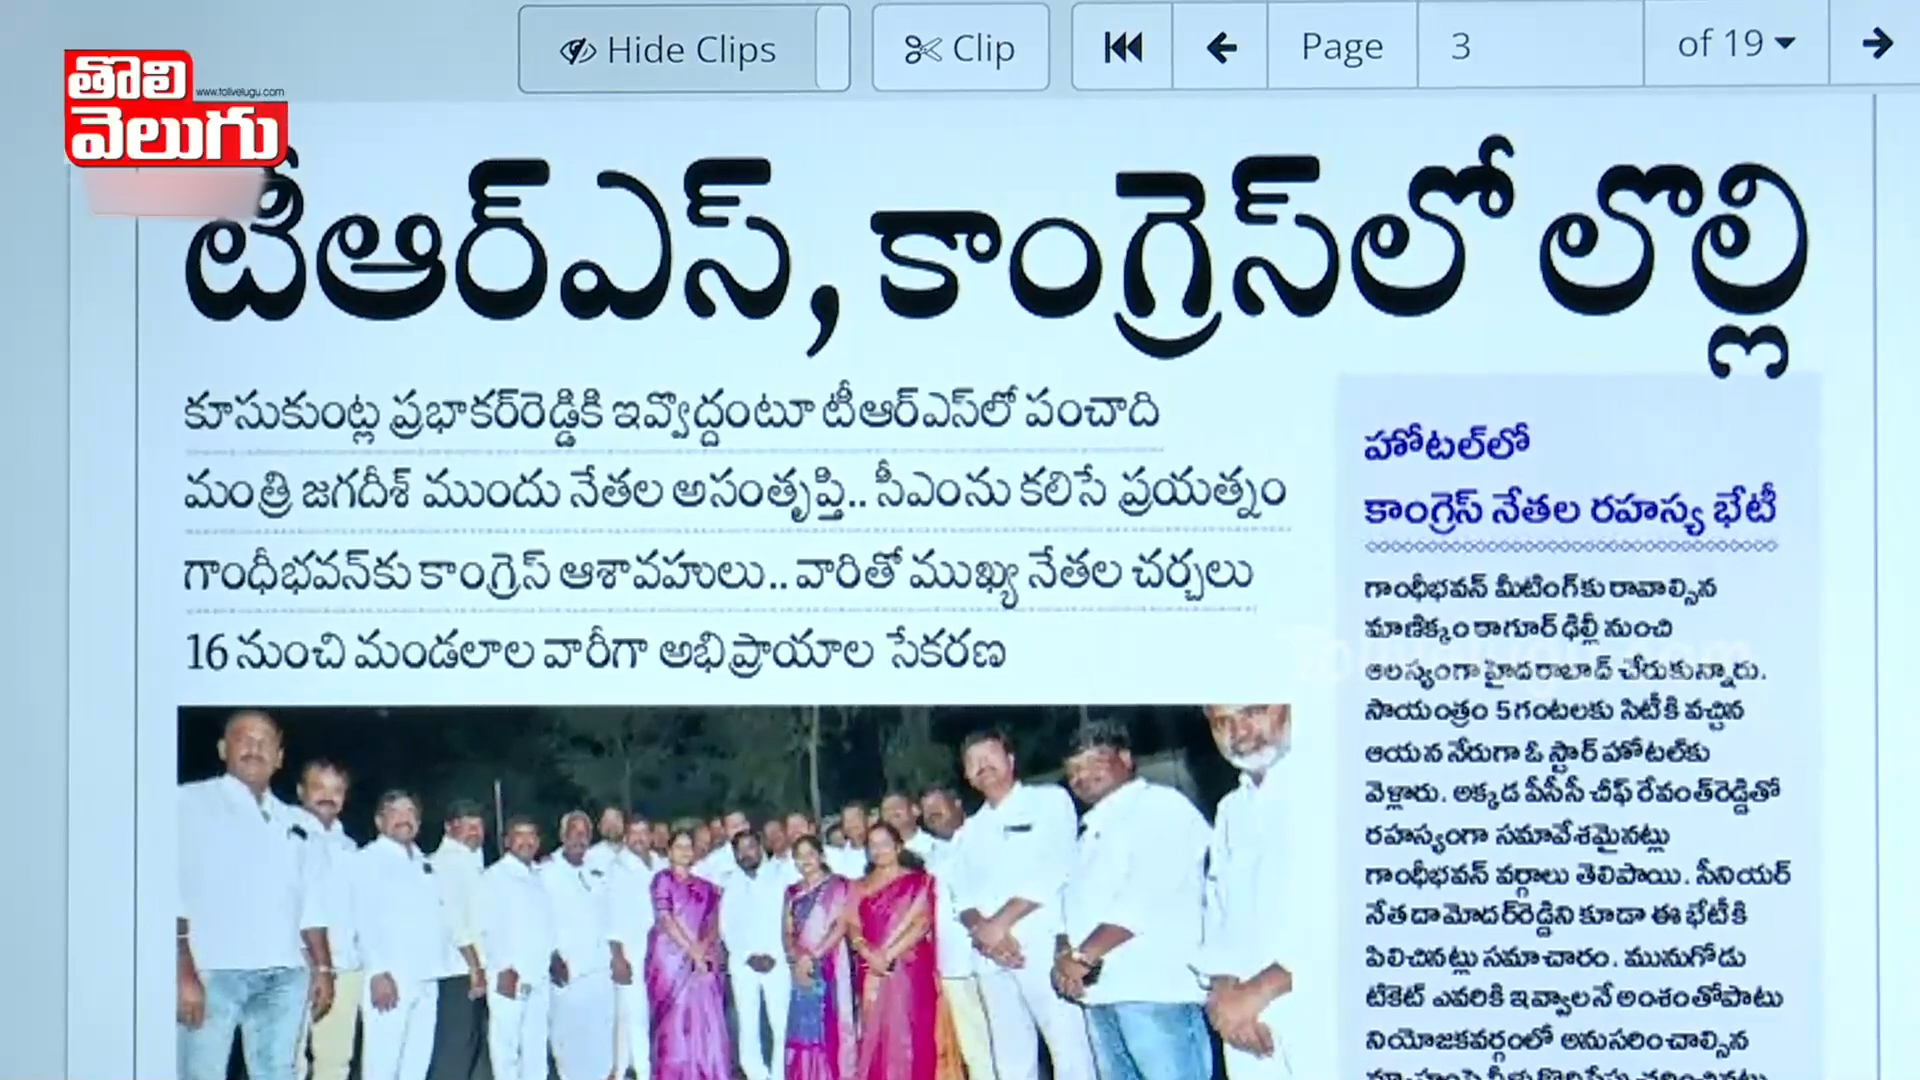 Hide Clips
Clip
Page
3
of 19
తొలి
www.tolivelugu.com
వెలుగు
టీఆర్ఎస్, కాంగ్రెస్‌లో లొల్లి
కూసుకుంట్ల ప్రభాకర్‌రెడ్డికి ఇవ్వొద్దంటూ టీఆర్ఎస్‌లో పంచాది
మంత్రి జగదీశ్ ముందు నేతల అసంతృప్తి.. సీఎంను కలిసే ప్రయత్నం
గాంధీభవన్‌కు కాంగ్రెస్ ఆశావహులు.. వారితో ముఖ్య నేతల చర్చలు
16 నుంచి మండలాల వారీగా అభిప్రాయాల సేకరణ
హోటల్‌లో
కాంగ్రెస్ నేతల రహస్య భేటీ
గాంధీభవన్ మీటింగ్‌కు రావాల్సిన
మాణిక్కం ఠాగూర్ ఢిల్లీ నుంచి
ఆలస్యంగా హైదరాబాద్ చేరుకున్నారు.
సాయంత్రం 5 గంటలకు సిటీకి వచ్చిన
ఆయన నేరుగా ఓ స్టార్ హోటల్‌కు
వెళ్లారు. అక్కడ పీసీసీ చీఫ్ రేవంత్‌రెడ్డితో
రహస్యంగా సమావేశమైనట్లు
గాంధీభవన్ వర్గాలు తెలిపాయి. సీనియర్
నేత దామోదర్‌రెడ్డిని కూడా ఈ భేటీకి
పిలిచినట్లు సమాచారం. మునుగోడు
టికెట్ ఎవరికి ఇవ్వాలనే అంశంతోపాటు
నియోజకవర్గంలో అనుసరించాల్సిన
Tolivelugu.com